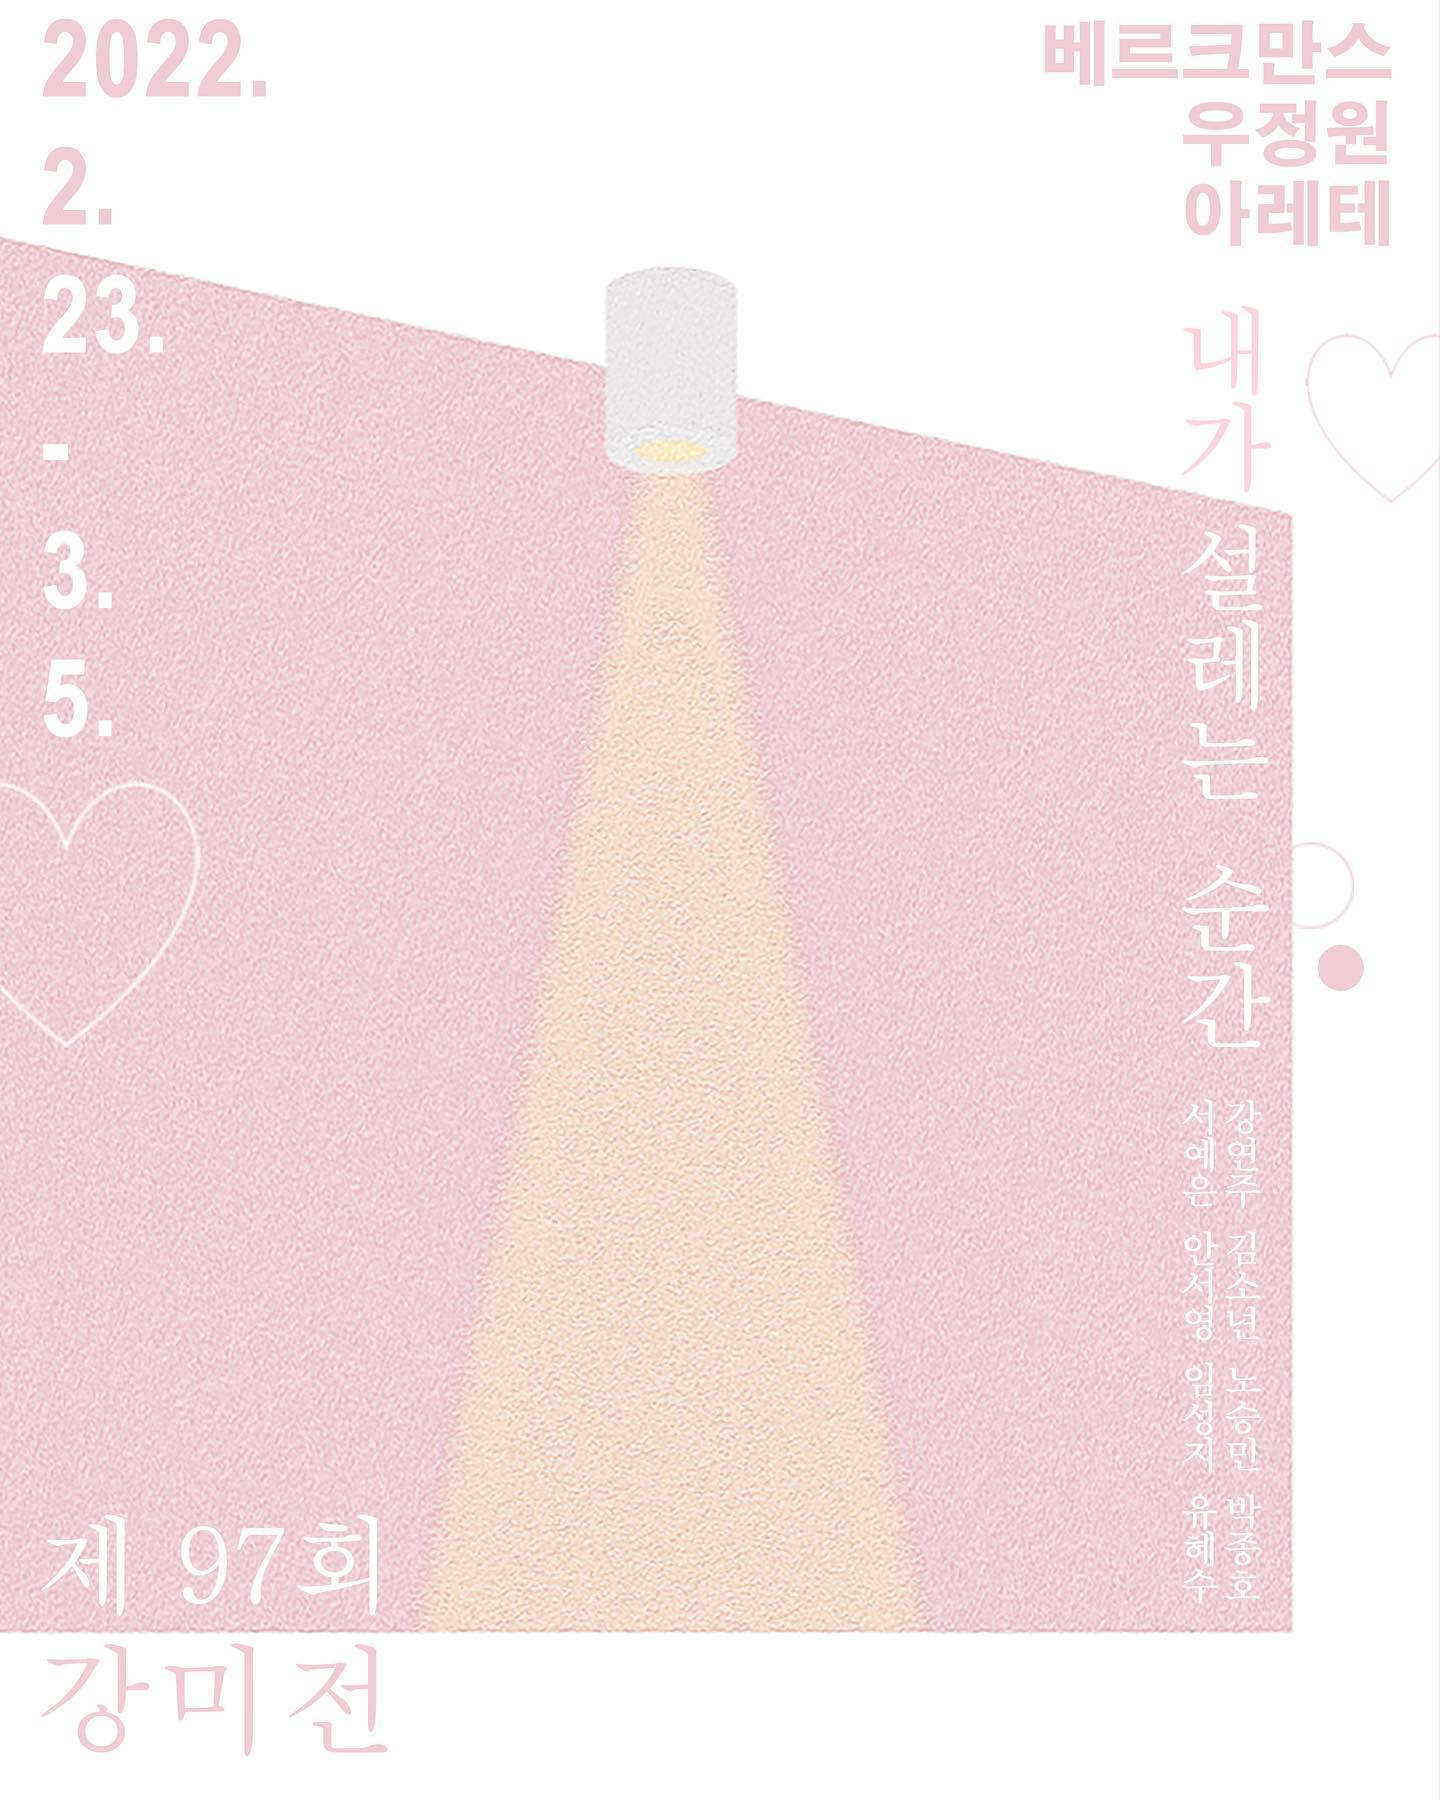 2022.
2.
23.
-
3.
5.
베르크만스
우정원
아레테
내가 설레는 순간
강연주 김소년 노승민 박종호
서예은 안서영 임성지 유혜수
제 97회
강미전